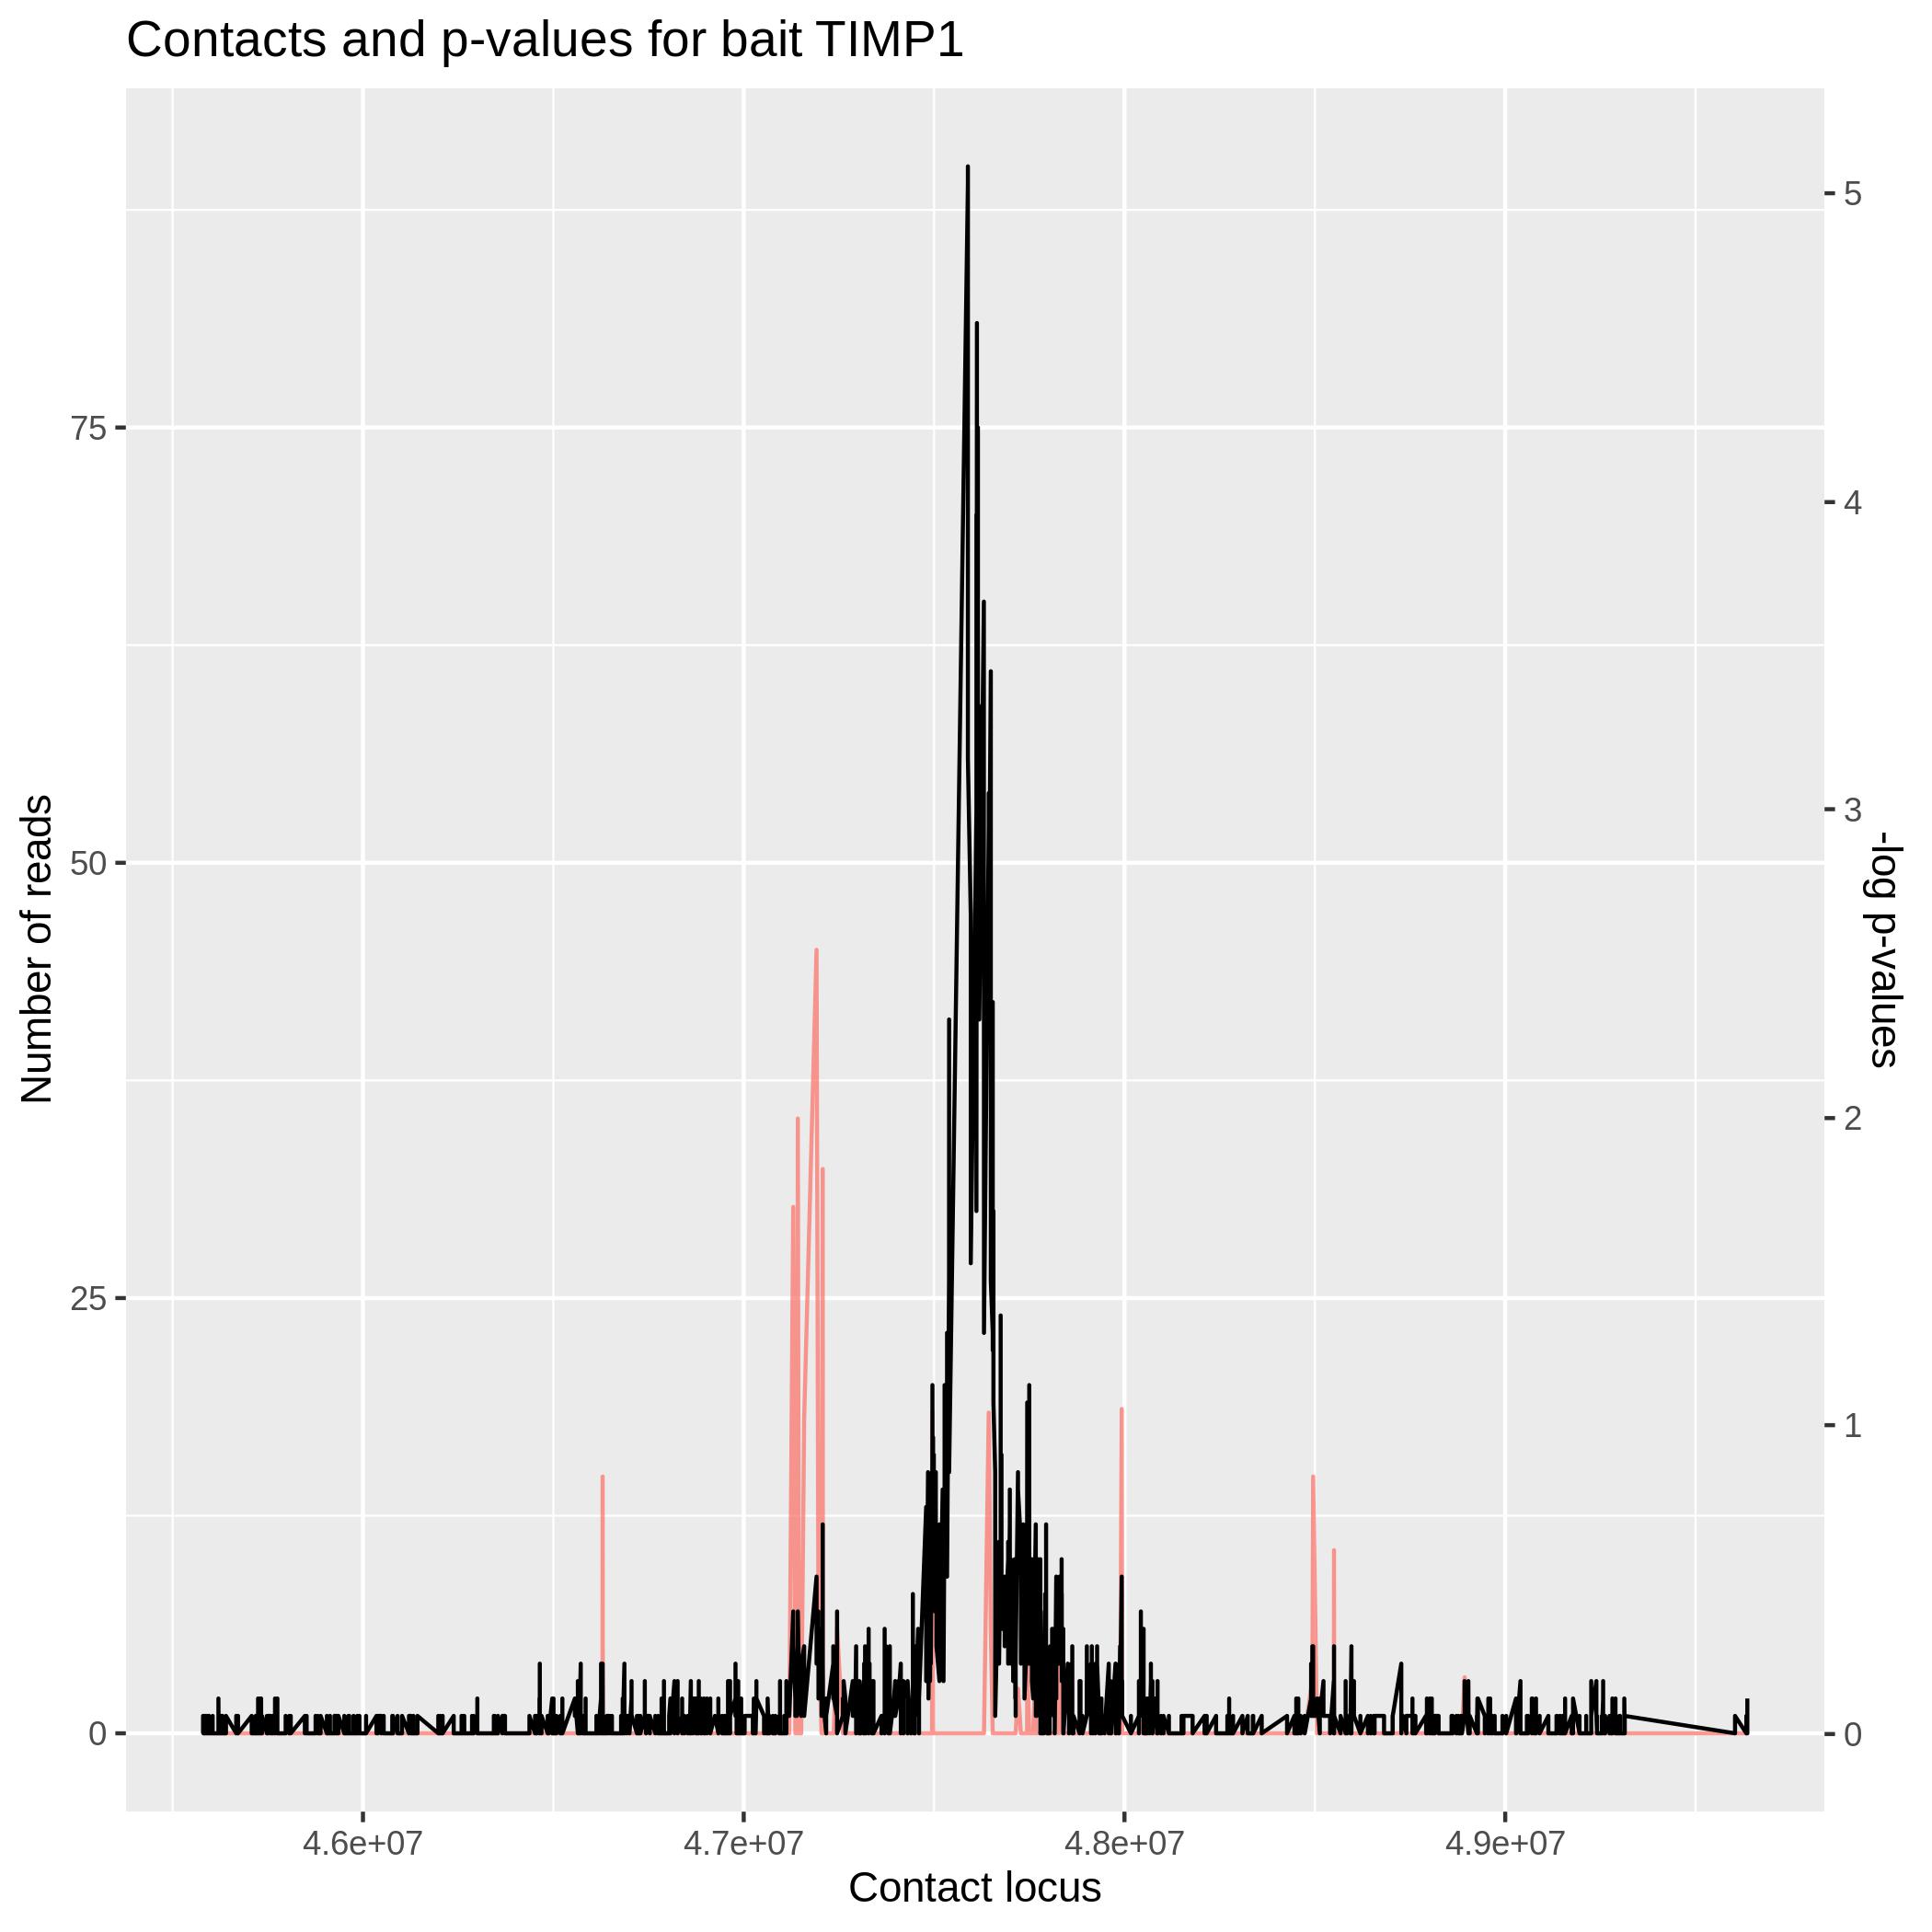 Contacts and p-values for bait TIMP1
Number of reads
75
50
25
0
5
4
3
2
1
0
-log p-values
4.6e+07 4.7e+07 4.8e+07 4.9e+07
Contact locus